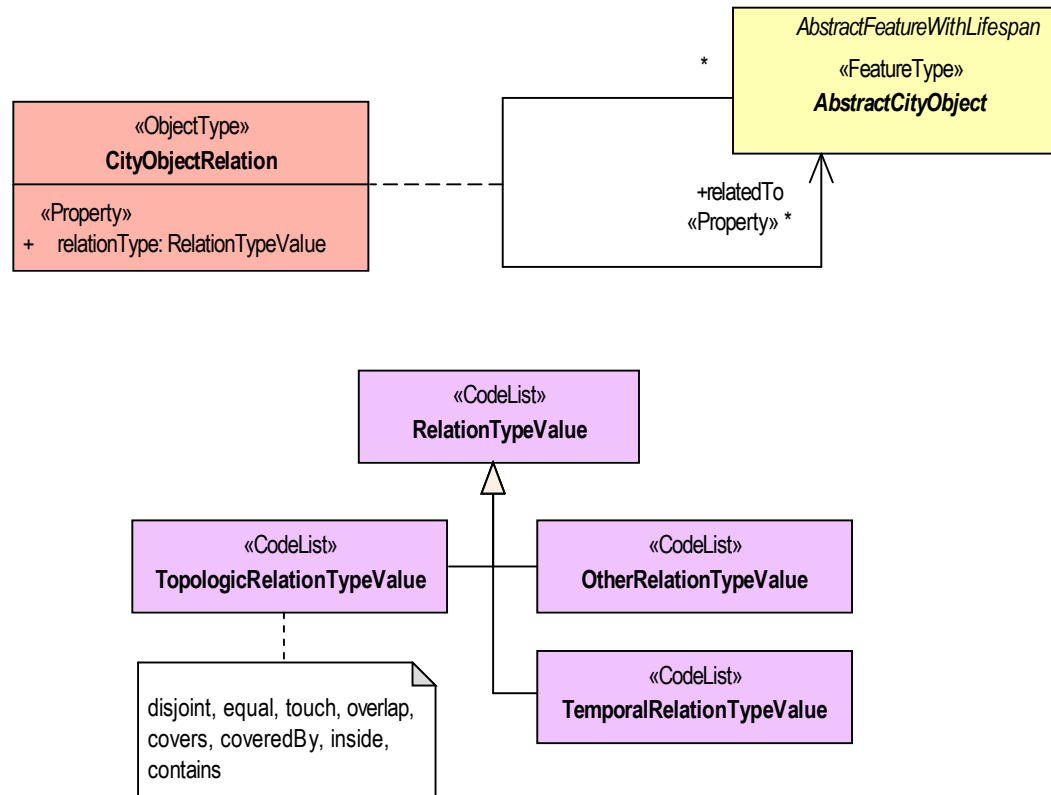 AbstractFeatureWithLifespan
«FeatureType»
AbstractCityObject
*
«ObjectType»
CityObjectRelation
«Property»
+ relationType: RelationTypeValue
+relatedTo
«Property» *
«CodeList»
RelationTypeValue
«CodeList»
TopologicRelationTypeValue
«CodeList»
OtherRelationTypeValue
«CodeList»
TemporalRelationTypeValue
disjoint, equal, touch, overlap,
covers, coveredBy, inside,
contains